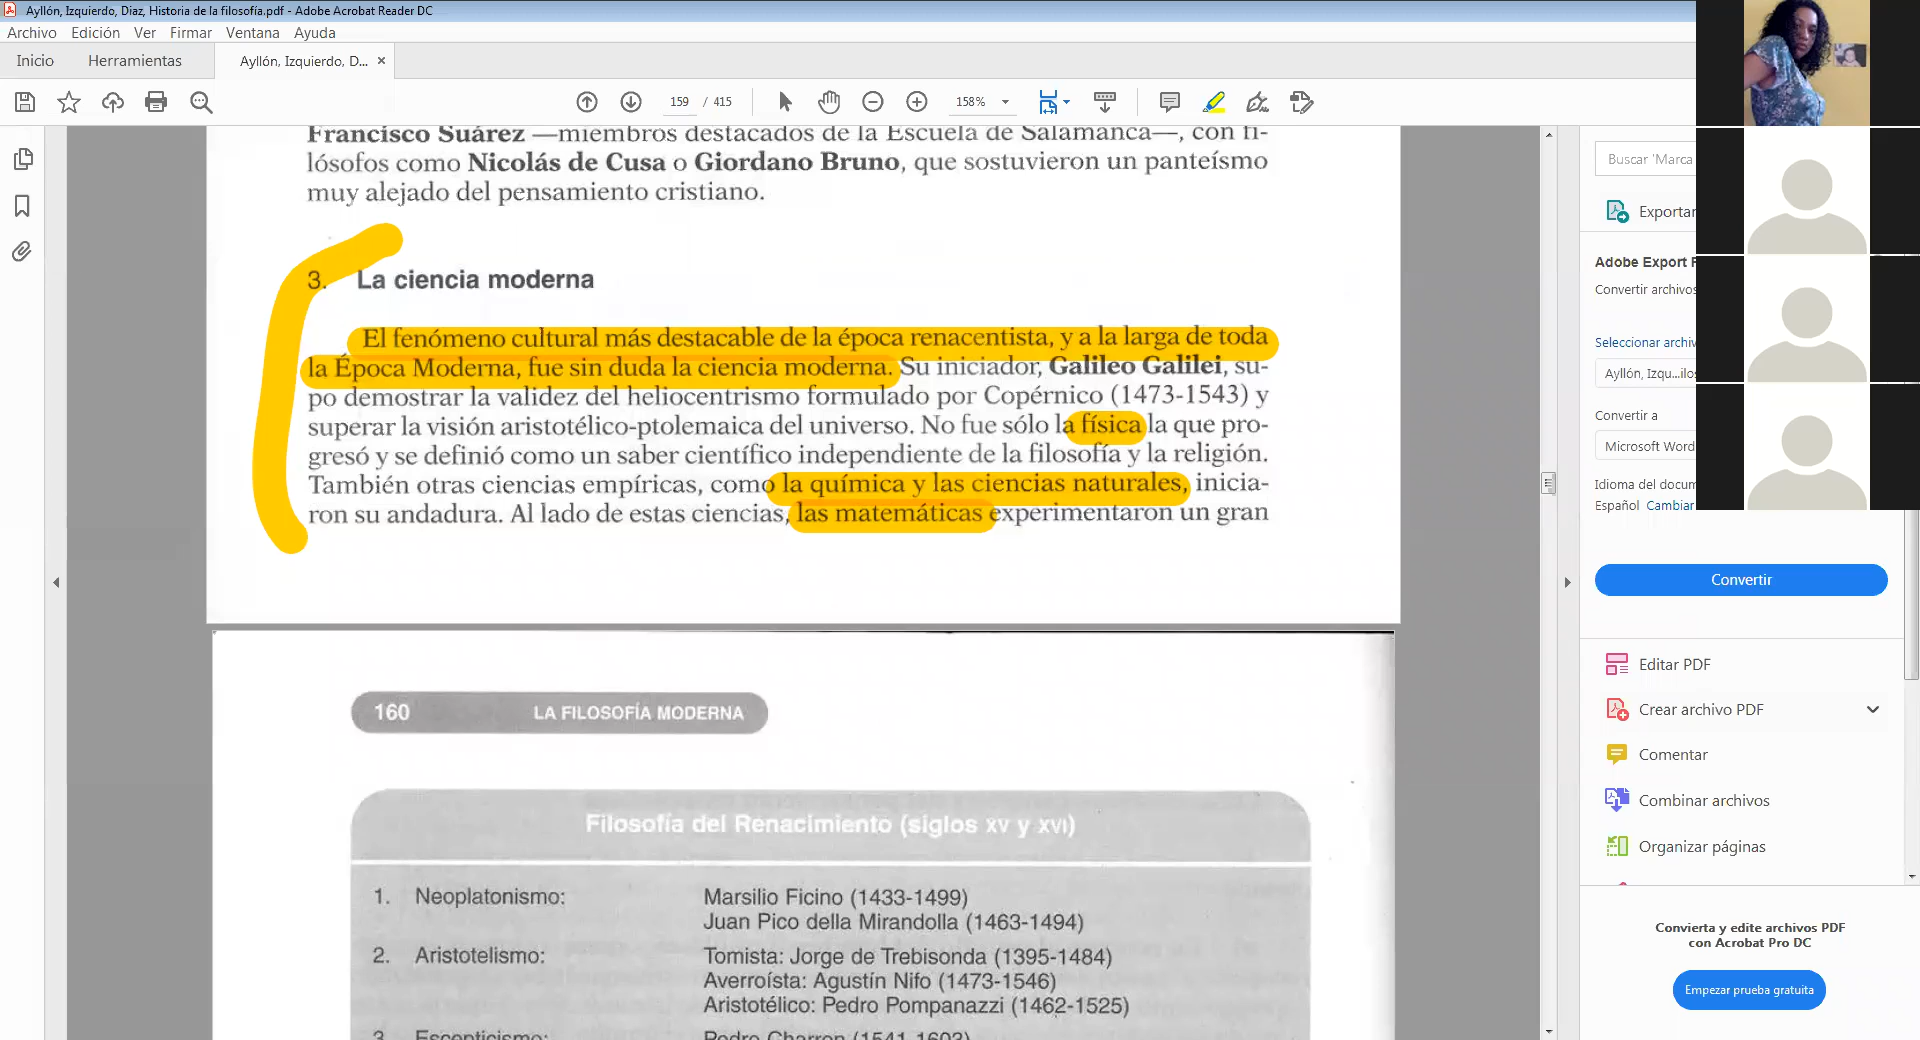 Ayllón, Izquierdo, Diaz, Historia de la filosofía.pdf - Adobe Acrobat Reader DC
Archivo Edición Ver Firmar Ventana Ayuda
Inicio Herramientas Ayllón, Izquierdo, D... ×
159 / 415 158%
Francisco Suárez —miembros destacados de la Escuela de Salamanca—, con fi-
lósofos como Nicolás de Cusa o Giordano Bruno, que sostuvieron un panteísmo
muy alejado del pensamiento cristiano.
3. La ciencia moderna
El fenómeno cultural más destacable de la época renacentista, y a la larga de toda
la Época Moderna, fue sin duda la ciencia moderna. Su iniciador, Galileo Galilei, su-
po demostrar la validez del heliocentrismo formulado por Copérnico (1473-1543) y
superar la visión aristotélico-ptolemaica del universo. No fue sólo la física la que pro-
gresó y se definió como un saber científico independiente de la filosofía y la religión.
También otras ciencias empíricas, como la química y las ciencias naturales, inicia-
ron su andadura. Al lado de estas ciencias, las matemáticas experimentaron un gran
160 LA FILOSOFÍA MODERNA
Filosofía del Renacimiento (siglos XV y XVI)
1. Neoplatonismo: Marsilio Ficino (1433-1499)
Juan Pico della Mirandolla (1463-1494)
2. Aristotelismo: Tomista: Jorge de Trebisonda (1395-1484)
Averroísta: Agustín Nifo (1473-1546)
Aristotélico: Pedro Pompanazzi (1462-1525)
3. Escepticismo: Pedro Charron (1541-1603)
Buscar 'Marca
Exportar
Adobe Export
Convertir archivos
Seleccionar archiv
Ayllón, Izqu...ilos
Convertir a
Microsoft Word
Idioma del docum
Español Cambiar
Convertir
Editar PDF
Crear archivo PDF
Comentar
Combinar archivos
Organizar páginas
Convierta y edite archivos PDF
con Acrobat Pro DC
Empezar prueba gratuita